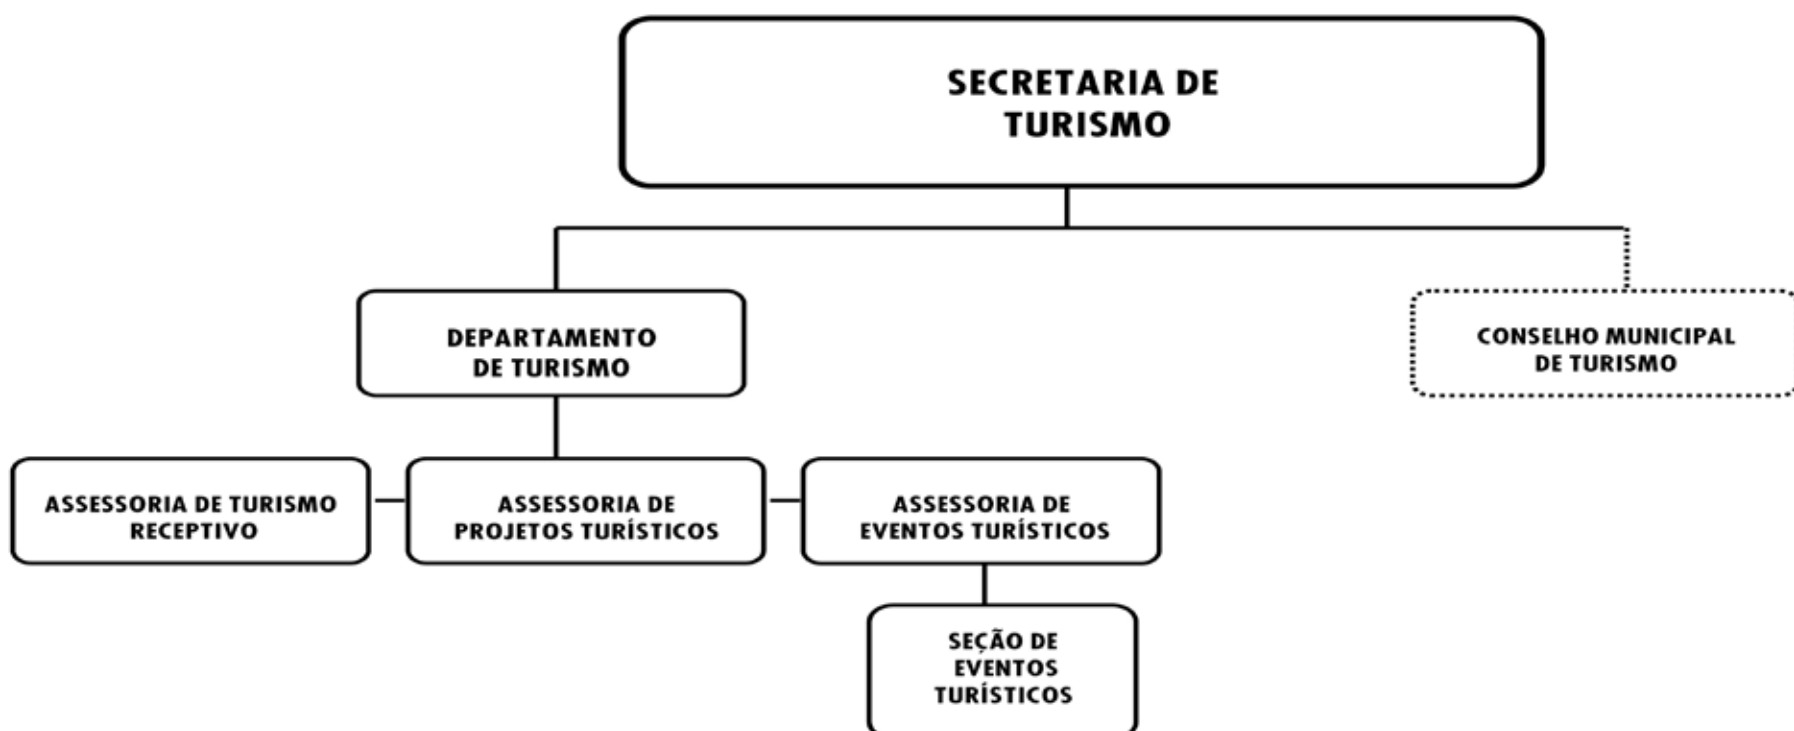 SECRETARIA DE
TURISMO
DEPARTAMENTO
DE TURISMO
CONSELHO MUNICIPAL
DE TURISMO
ASSESSORIA DE TURISMO
RECEPTIVO
ASSESSORIA DE
PROJETOS TURÍSTICOS
ASSESSORIA DE
EVENTOS TURÍSTICOS
SEÇÃO DE
EVENTOS
TURÍSTICOS